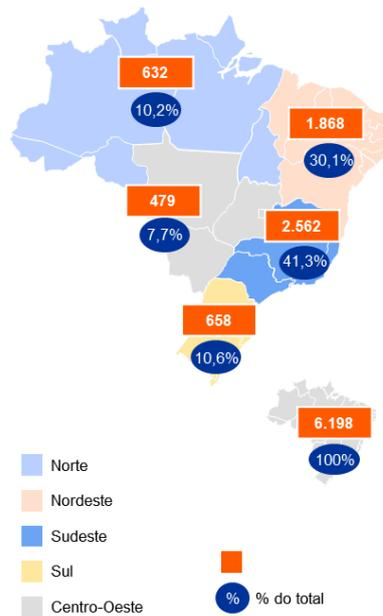 632
10,2%
1.868
30,1%
479
7,7%
2.562
41,3%
658
10,6%
6.198
100%
Norte
Nordeste
Sudeste
Sul
Centro-Oeste
% % do total